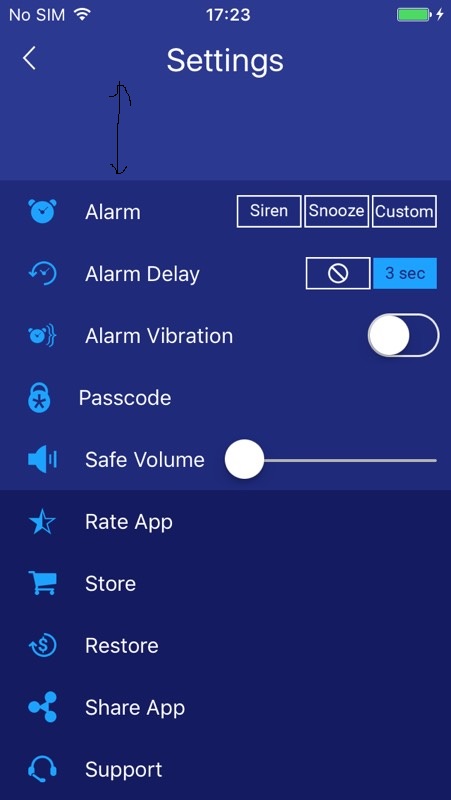 No SIM 17:23
Settings
Alarm Siren Snooze Custom
Alarm Delay 3 sec
Alarm Vibration
Passcode
Safe Volume
Rate App
Store
Restore
Share App
Support